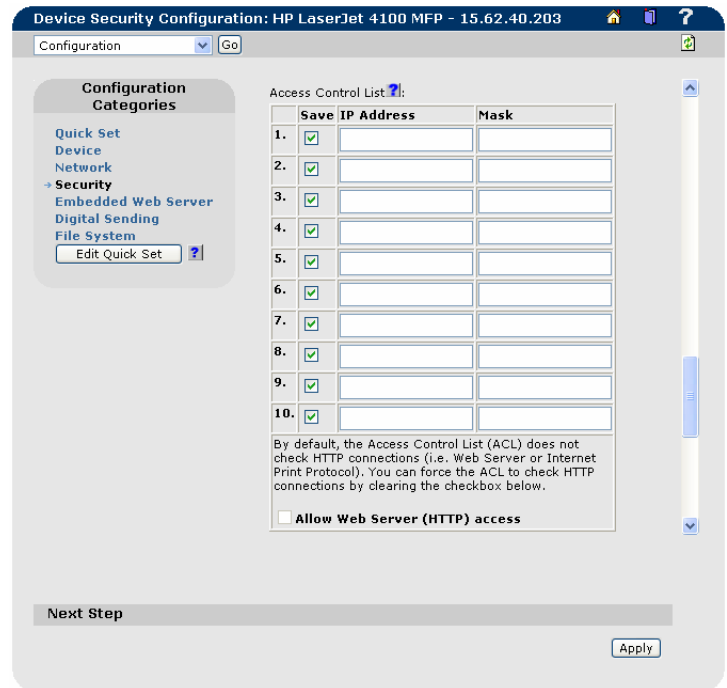 Device Security Configuration: HP LaserJet 4100 MFP - 15.62.40.203
?
Configuration
Go
Configuration
Categories
Quick Set
Device
Network
Security
Embedded Web Server
Digital Sending
File System
Edit Quick Set
?
Access Control List ?:
Save IP Address Mask
1.
2.
3.
4.
5.
6.
7.
8.
9.
10.
By default, the Access Control List (ACL) does not
check HTTP connections (i.e. Web Server or Internet
Print Protocol). You can force the ACL to check HTTP
connections by clearing the checkbox below.
Allow Web Server (HTTP) access
Next Step
Apply